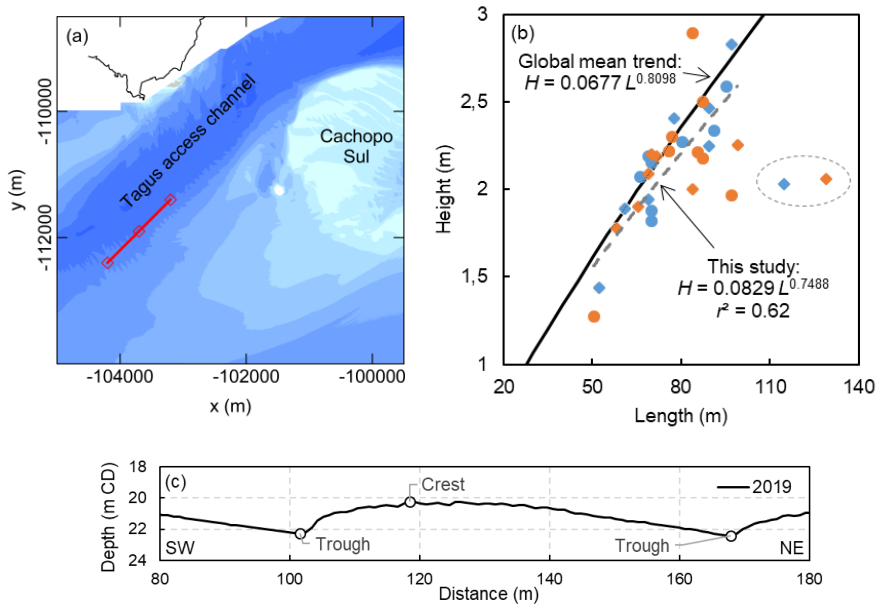 (a)
Tagus access channel
Cachopo
Sul
y (m)
-110000
-112000
-104000
-102000
-100000
x (m)
(b)
Height (m)
3
2,5
2
1,5
1
Global mean trend:
H = 0.0677 L^0.8098
This study:
H = 0.0829 L^0.7488
r² = 0.62
20
50
80
110
140
Length (m)
(c)
Depth (m CD)
18
20
22
24
Crest
2019
Trough
Trough
SW
NE
80
100
120
140
160
180
Distance (m)